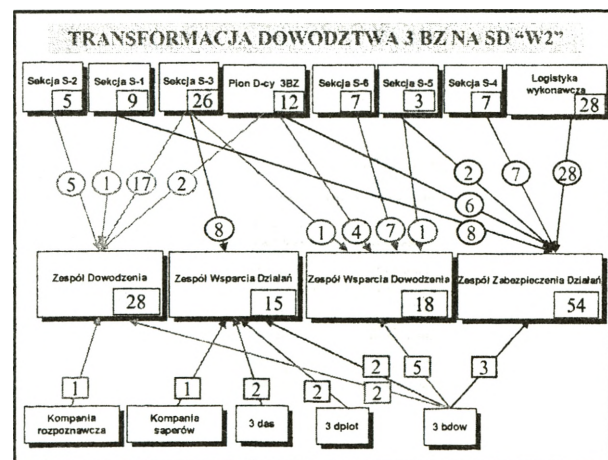 TRANSFORMACJA DOWODZTWA 3 BZ NA SD "W2"
Sekcja S-2
5
Sekcja S-1
9
Sekcja S-3
26
Pion D-cy 3BZ
12
Sekcja S-6
7
Sekcja S-5
3
Sekcja S-4
7
Logistyka
wykonawcza
28
5
1
17
2
8
1
4
7
1
2
6
8
7
28
Zespół Dowodzenia
28
Zespół Wsparcia Działań
15
Zespół Wsparcia Dowodzenia
18
Zespół Zabezpieczenia Działań
54
1
1
2
2
2
2
5
3
Kompania
rozpoznawcza
Kompania
saperów
3 das
3 dplot
3 bdow